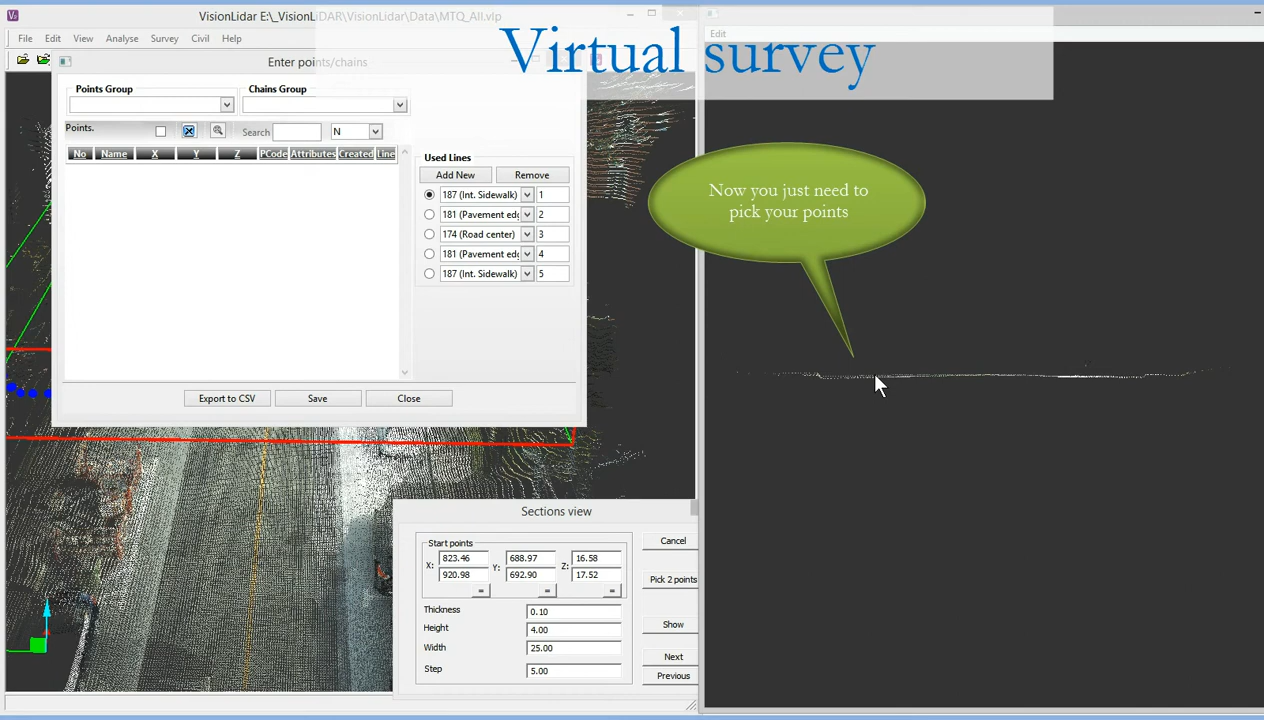 VisionLidar E:\_VisionLiDAR\VisionLidar\Data\MTQ_All.vlp
File Edit View Analyse Survey Civil Help
Edit
Virtual survey
Enter points/chains
Points Group Chains Group
Points. Search N
No Name X Y Z PCode Attributes Created Line
Used Lines
Add New Remove
187 (Int. Sidewalk) 1
181 (Pavement edg 2
174 (Road center) 3
181 (Pavement edg 4
187 (Int. Sidewalk) 5
Export to CSV Save Close
Now you just need to
pick your points
Sections view
Start points
X: 823.46 Y: 688.97 Z: 16.58
920.98 692.90 17.52
= = =
Thickness 0.10
Height 4.00
Width 25.00
Step 5.00
Cancel
Pick 2 points
Show
Next
Previous